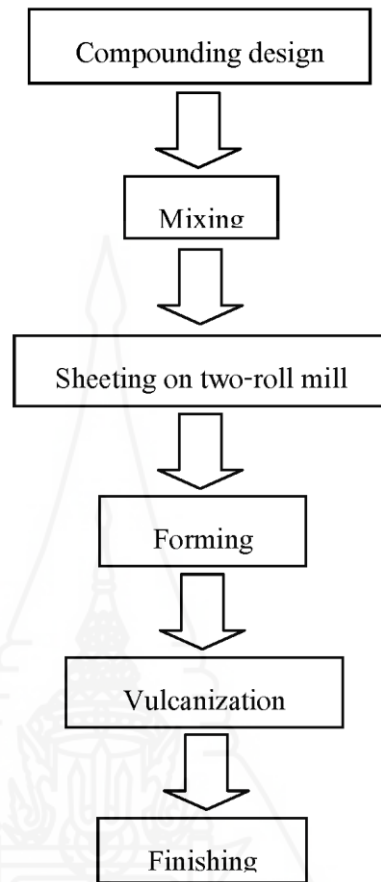 Compounding design
Mixing
Sheeting on two-roll mill
Forming
Vulcanization
Finishing